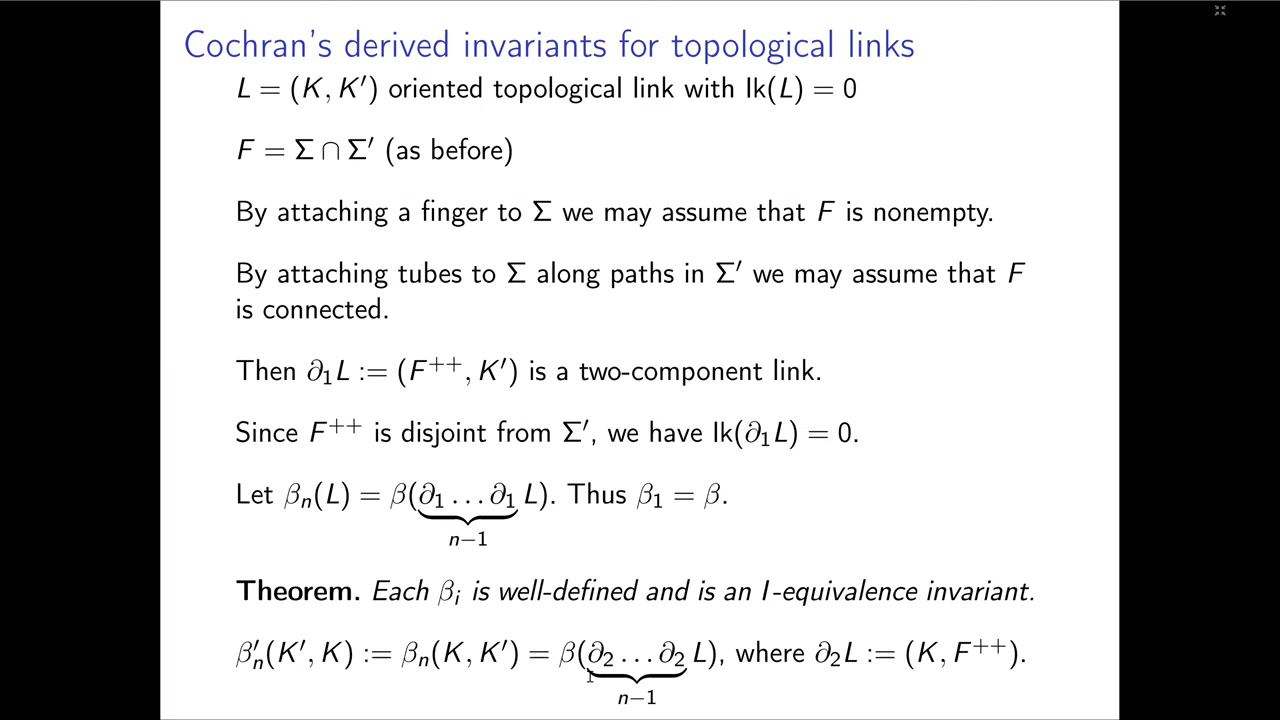 Cochran's derived invariants for topological links
L = (K, K′) oriented topological link with lk(L) = 0
F = Σ ∩ Σ′ (as before)
By attaching a finger to Σ we may assume that F is nonempty.
By attaching tubes to Σ along paths in Σ′ we may assume that F
is connected.
Then ∂₁L := (F⁺⁺, K′) is a two-component link.
Since F⁺⁺ is disjoint from Σ′, we have lk(∂₁L) = 0.
Let βₙ(L) = β(∂₁ … ∂₁ L). Thus β₁ = β.
n−1
Theorem. Each βᵢ is well-defined and is an I-equivalence invariant.
β′ₙ(K′, K) := βₙ(K, K′) = β(∂₂ … ∂₂ L), where ∂₂L := (K, F⁺⁺).
n−1